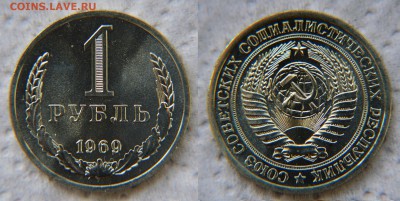 COINS.LAVE.RU
1
РУБЛЬ
1969
СОЮЗ СОВЕТСКИХ СОЦИАЛИСТИЧЕСКИХ РЕСПУБЛИК